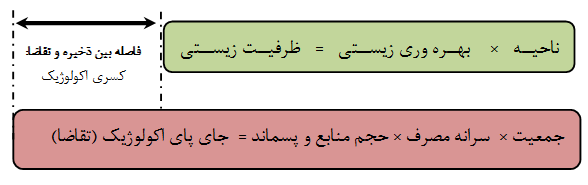 ناحیه × بهره وری زیستی = ظرفیت زیستی
فاصله بین ذخیره و تقاضا:
کسری اکولوژیک
جمعیت × سرانه مصرف × حجم منابع و پسماند = جای پای اکولوژیک (تقاضا)